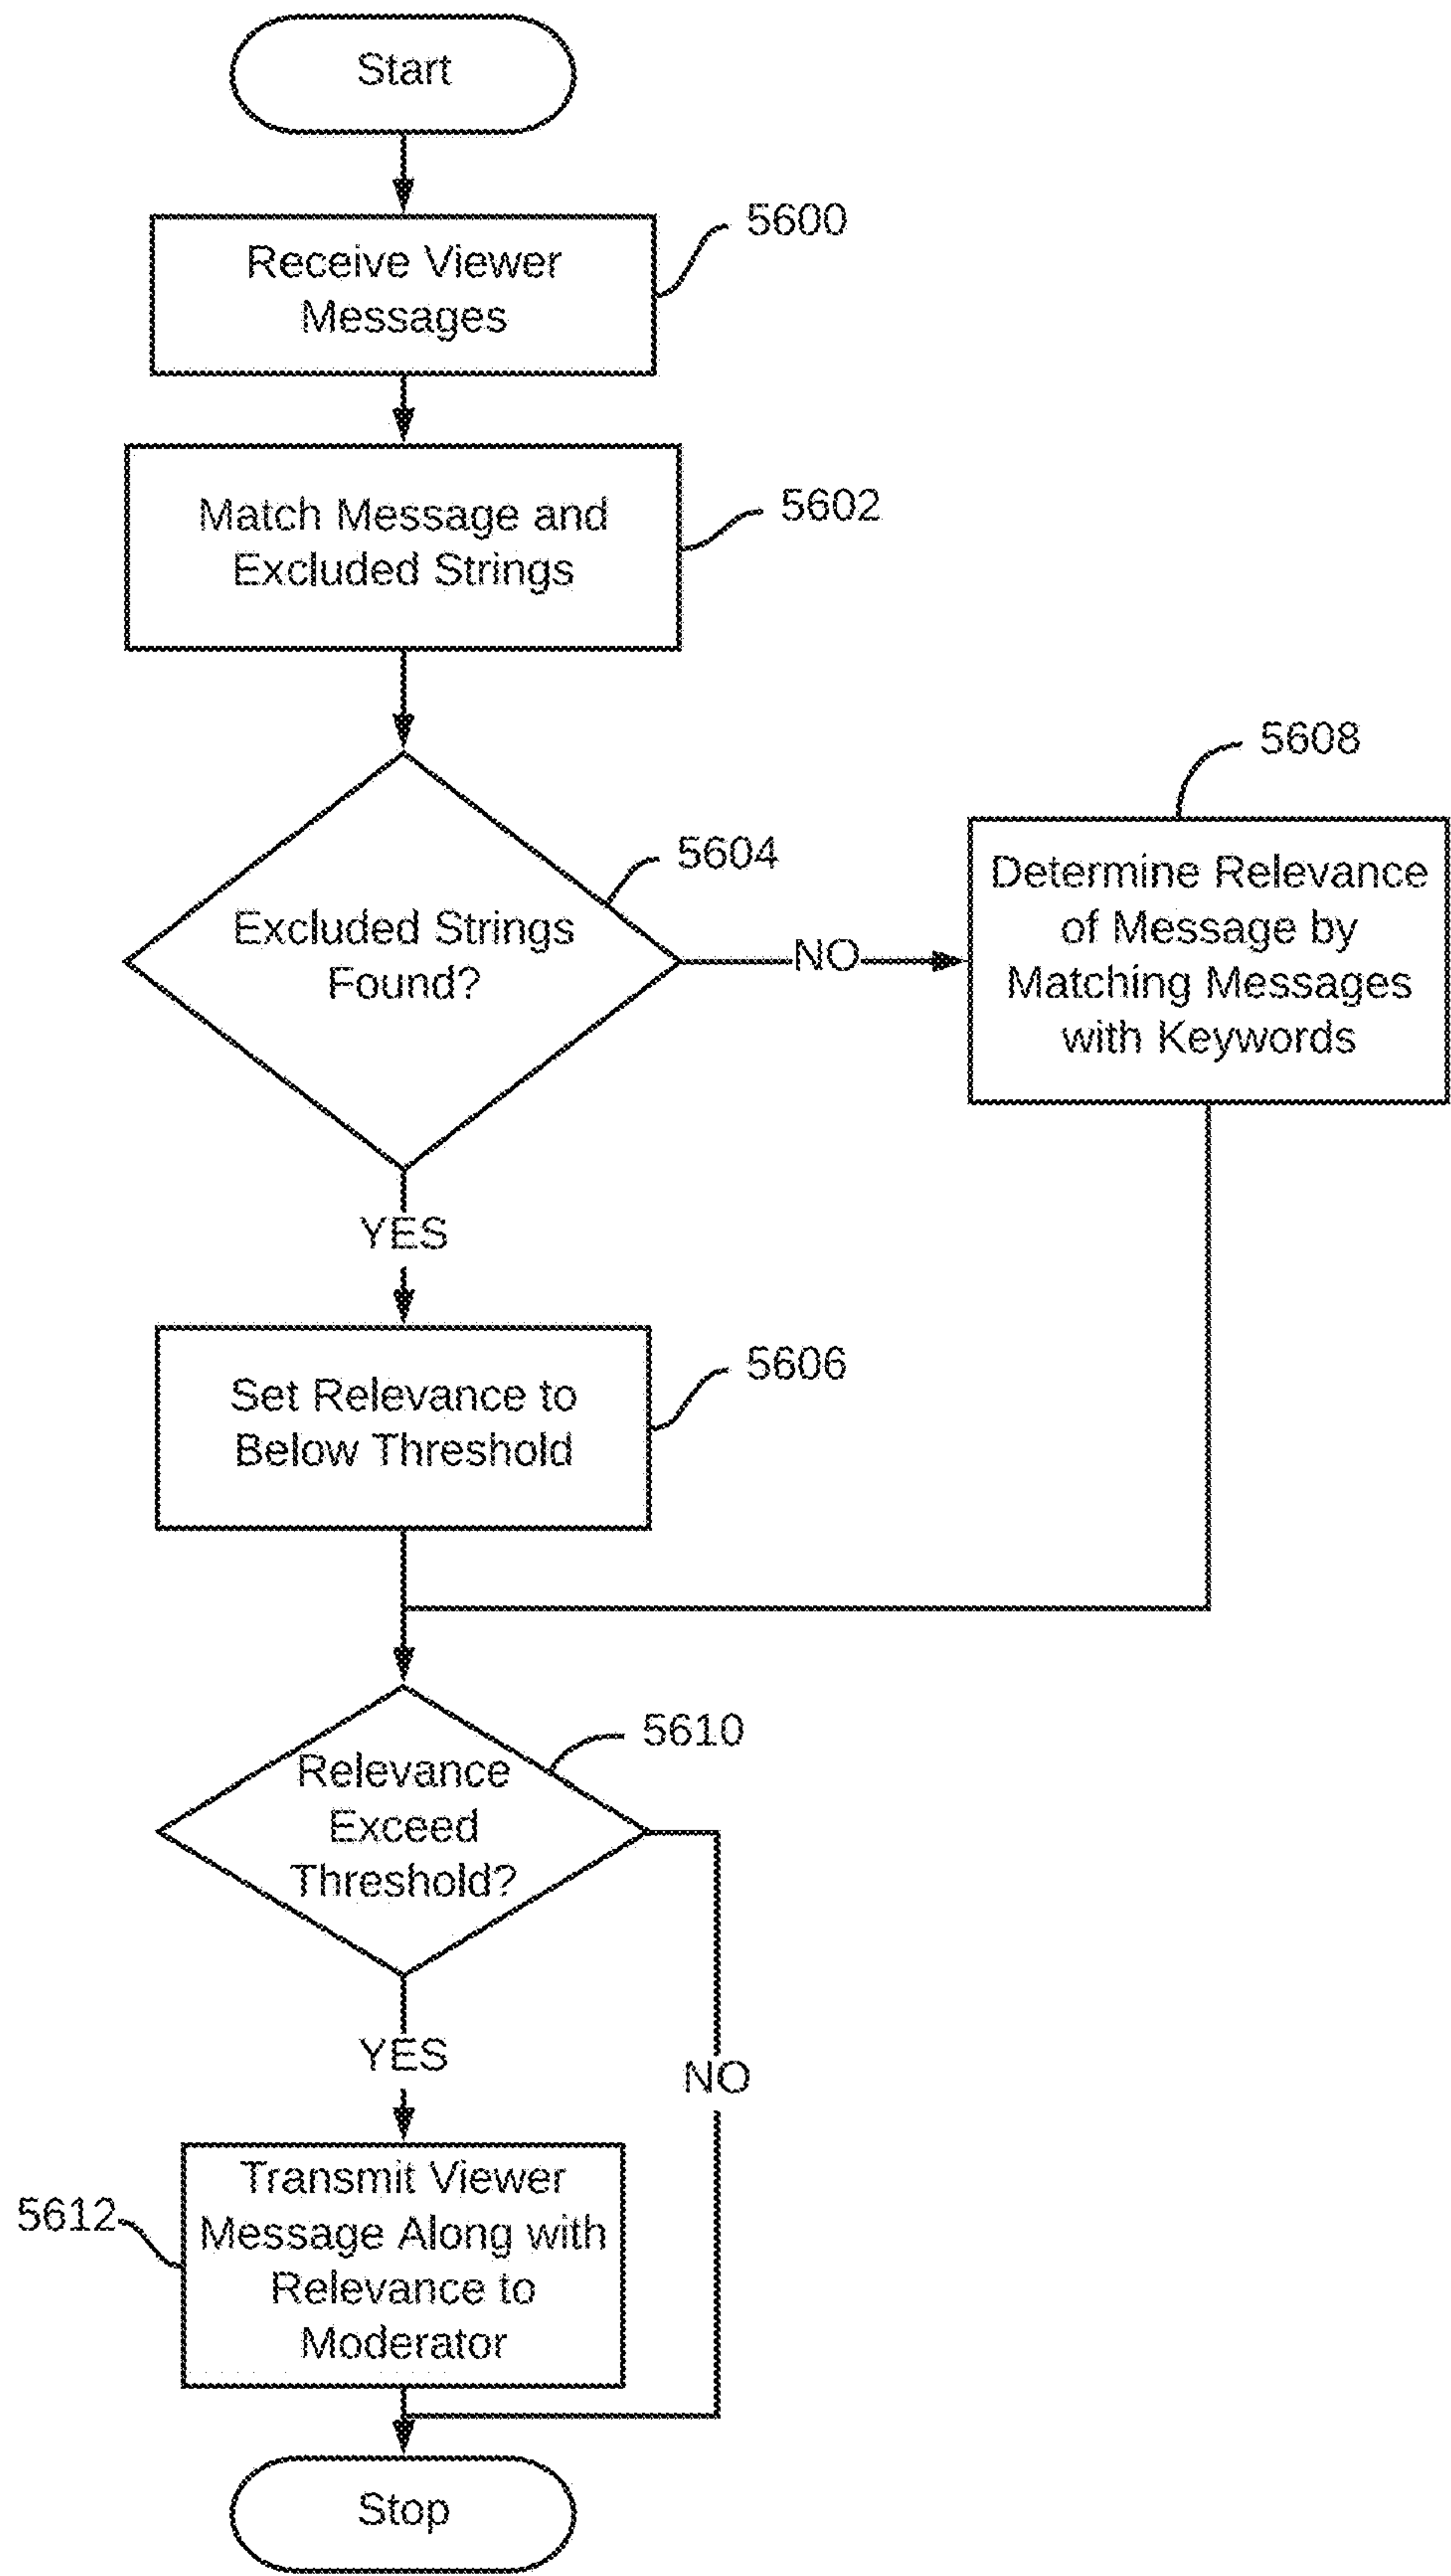 Start
5600
Receive Viewer
Messages
5602
Match Message and
Excluded Strings
5604
Excluded Strings
Found?
NO
5608
Determine Relevance
of Message by
Matching Messages
with Keywords
YES
5606
Set Relevance to
Below Threshold
5610
Relevance
Exceed
Threshold?
YES
NO
5612
Transmit Viewer
Message Along with
Relevance to
Moderator
Stop